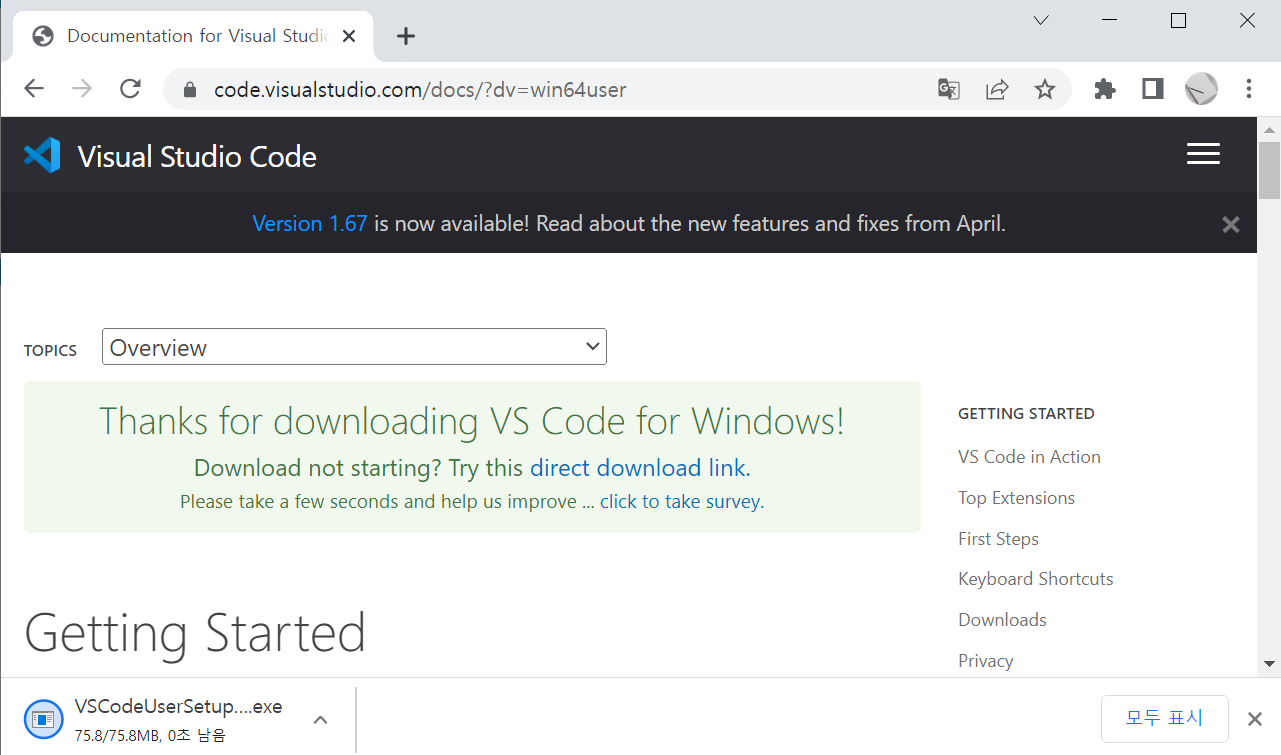 Documentation for Visual Studi
code.visualstudio.com/docs/?dv=win64user
Visual Studio Code
Version 1.67 is now available! Read about the new features and fixes from April.
TOPICS Overview
Thanks for downloading VS Code for Windows!
Download not starting? Try this direct download link.
Please take a few seconds and help us improve ... click to take survey.
Getting Started
GETTING STARTED
VS Code in Action
Top Extensions
First Steps
Keyboard Shortcuts
Downloads
Privacy
VSCodeUserSetup....exe
75.8/75.8MB, 0초 남음
모두 표시